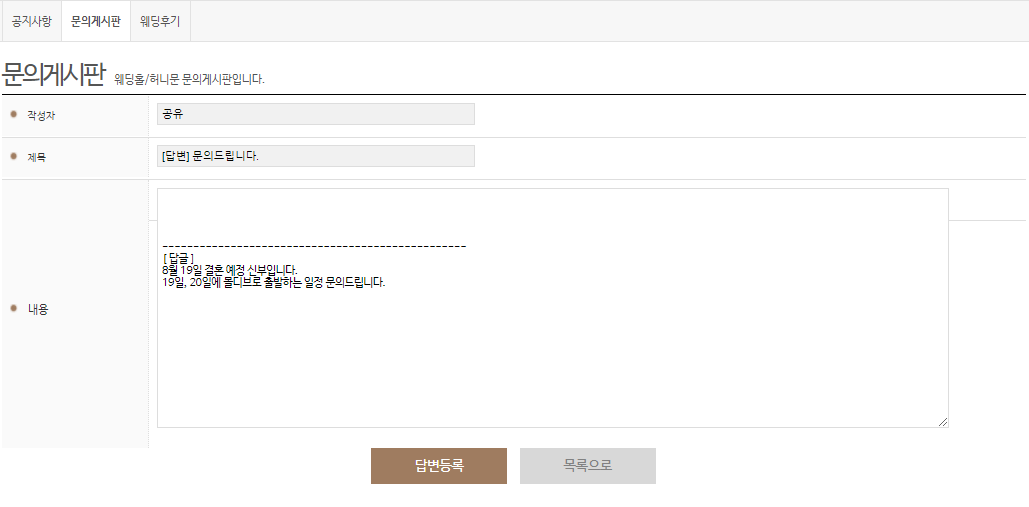 공지사항 문의게시판 웨딩후기
문의게시판 웨딩홀/허니문 문의게시판입니다.
작성자 공유
제목 [답변] 문의드립니다.
내용
--------------------------------------------------
[ 답글 ]
8월 19일 결혼 예정 신부입니다.
19일, 20일에 몰디브로 출발하는 일정 문의드립니다.
답변등록 목록으로